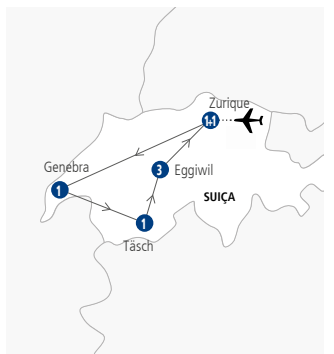 Zurique
1+1
Genebra
3
Eggiwil
1
SUIÇA
1
Täsch